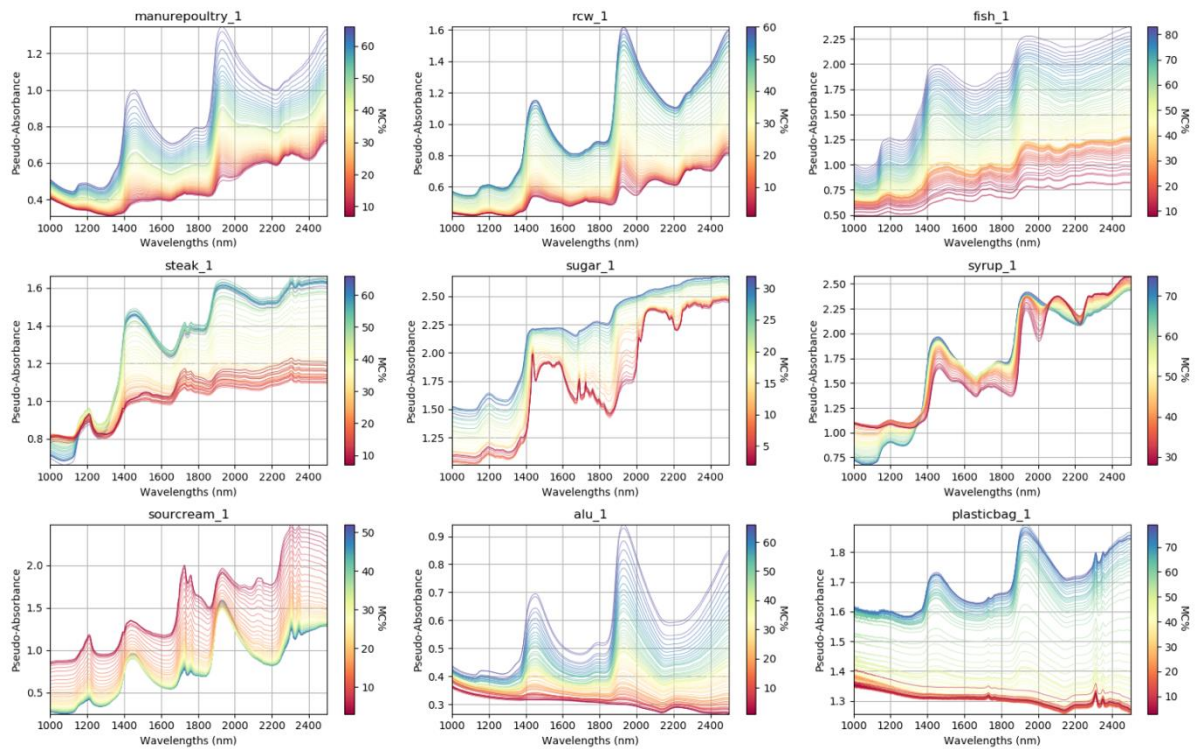 manurepoultry_1
1.2
1.0
0.8
0.6
0.4
Pseudo-Absorbance
1000 1200 1400 1600 1800 2000 2200 2400
Wavelengths (nm)
60
50
40
30
20
10
MC%
rcw_1
1.6
1.4
1.2
1.0
0.8
0.6
Pseudo-Absorbance
1000 1200 1400 1600 1800 2000 2200 2400
Wavelengths (nm)
60
50
40
30
20
10
MC%
fish_1
2.25
2.00
1.75
1.50
1.25
1.00
0.75
0.50
Pseudo-Absorbance
1000 1200 1400 1600 1800 2000 2200 2400
Wavelengths (nm)
80
70
60
50
40
30
20
10
MC%
steak_1
1.6
1.4
1.2
1.0
0.8
Pseudo-Absorbance
1000 1200 1400 1600 1800 2000 2200 2400
Wavelengths (nm)
60
50
40
30
20
10
MC%
sugar_1
2.50
2.25
2.00
1.75
1.50
1.25
Pseudo-Absorbance
1000 1200 1400 1600 1800 2000 2200 2400
Wavelengths (nm)
30
25
20
15
10
5
MC%
syrup_1
2.50
2.25
2.00
1.75
1.50
1.25
1.00
0.75
Pseudo-Absorbance
1000 1200 1400 1600 1800 2000 2200 2400
Wavelengths (nm)
70
60
50
40
30
MC%
sourcream_1
2.0
1.5
1.0
0.5
Pseudo-Absorbance
1000 1200 1400 1600 1800 2000 2200 2400
Wavelengths (nm)
50
40
30
20
10
MC%
alu_1
0.9
0.8
0.7
0.6
0.5
0.4
0.3
Pseudo-Absorbance
1000 1200 1400 1600 1800 2000 2200 2400
Wavelengths (nm)
60
50
40
30
20
10
MC%
plasticbag_1
1.8
1.7
1.6
1.5
1.4
1.3
Pseudo-Absorbance
1000 1200 1400 1600 1800 2000 2200 2400
Wavelengths (nm)
70
60
50
40
30
20
10
MC%